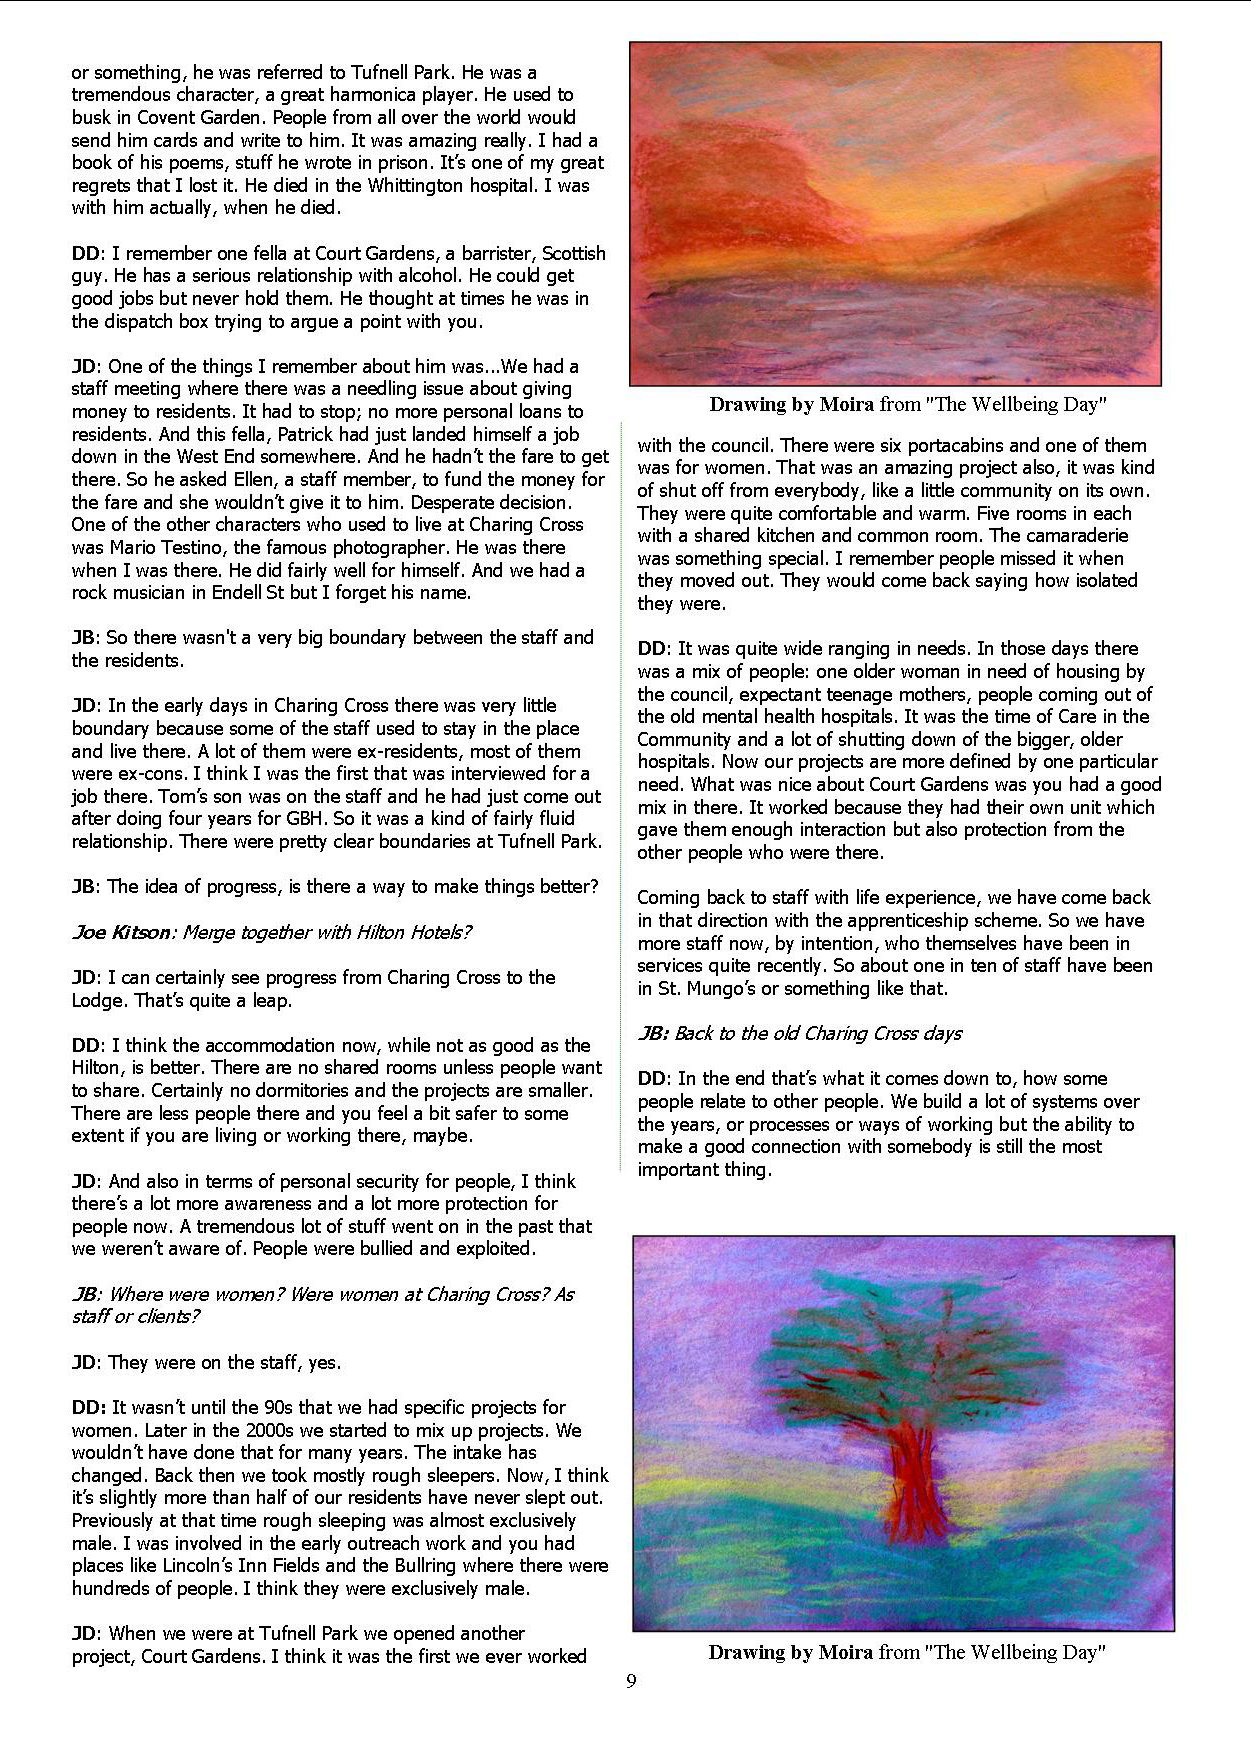 or something, he was referred to Tufnell Park. He was a
tremendous character, a great harmonica player. He used to
busk in Covent Garden. People from all over the world would
send him cards and write to him. It was amazing really. I had a
book of his poems, stuff he wrote in prison. It’s one of my great
regrets that I lost it. He died in the Whittington hospital. I was
with him actually, when he died.
DD: I remember one fella at Court Gardens, a barrister, Scottish
guy. He has a serious relationship with alcohol. He could get
good jobs but never hold them. He thought at times he was in
the dispatch box trying to argue a point with you.
JD: One of the things I remember about him was...We had a
staff meeting where there was a needling issue about giving
money to residents. It had to stop; no more personal loans to
residents. And this fella, Patrick had just landed himself a job
down in the West End somewhere. And he hadn’t the fare to get
there. So he asked Ellen, a staff member, to fund the money for
the fare and she wouldn’t give it to him. Desperate decision.
One of the other characters who used to live at Charing Cross
was Mario Testino, the famous photographer. He was there
when I was there. He did fairly well for himself. And we had a
rock musician in Endell St but I forget his name.
JB: So there wasn't a very big boundary between the staff and
the residents.
JD: In the early days in Charing Cross there was very little
boundary because some of the staff used to stay in the place
and live there. A lot of them were ex-residents, most of them
were ex-cons. I think I was the first that was interviewed for a
job there. Tom’s son was on the staff and he had just come out
after doing four years for GBH. So it was a kind of fairly fluid
relationship. There were pretty clear boundaries at Tufnell Park.
JB: The idea of progress, is there a way to make things better?
Joe Kitson: Merge together with Hilton Hotels?
JD: I can certainly see progress from Charing Cross to the
Lodge. That’s quite a leap.
DD: I think the accommodation now, while not as good as the
Hilton, is better. There are no shared rooms unless people want
to share. Certainly no dormitories and the projects are smaller.
There are less people there and you feel a bit safer to some
extent if you are living or working there, maybe.
JD: And also in terms of personal security for people, I think
there’s a lot more awareness and a lot more protection for
people now. A tremendous lot of stuff went on in the past that
we weren’t aware of. People were bullied and exploited.
JB: Where were women? Were women at Charing Cross? As
staff or clients?
JD: They were on the staff, yes.
DD: It wasn’t until the 90s that we had specific projects for
women. Later in the 2000s we started to mix up projects. We
wouldn’t have done that for many years. The intake has
changed. Back then we took mostly rough sleepers. Now, I think
it’s slightly more than half of our residents have never slept out.
Previously at that time rough sleeping was almost exclusively
male. I was involved in the early outreach work and you had
places like Lincoln’s Inn Fields and the Bullring where there were
hundreds of people. I think they were exclusively male.
JD: When we were at Tufnell Park we opened another
project, Court Gardens. I think it was the first we ever worked
Drawing by Moira from "The Wellbeing Day"
with the council. There were six portacabins and one of them
was for women. That was an amazing project also, it was kind
of shut off from everybody, like a little community on its own.
They were quite comfortable and warm. Five rooms in each
with a shared kitchen and common room. The camaraderie
was something special. I remember people missed it when
they moved out. They would come back saying how isolated
they were.
DD: It was quite wide ranging in needs. In those days there
was a mix of people: one older woman in need of housing by
the council, expectant teenage mothers, people coming out of
the old mental health hospitals. It was the time of Care in the
Community and a lot of shutting down of the bigger, older
hospitals. Now our projects are more defined by one particular
need. What was nice about Court Gardens was you had a good
mix in there. It worked because they had their own unit which
gave them enough interaction but also protection from the
other people who were there.
Coming back to staff with life experience, we have come back
in that direction with the apprenticeship scheme. So we have
more staff now, by intention, who themselves have been in
services quite recently. So about one in ten of staff have been
in St. Mungo’s or something like that.
JB: Back to the old Charing Cross days
DD: In the end that’s what it comes down to, how some
people relate to other people. We build a lot of systems over
the years, or processes or ways of working but the ability to
make a good connection with somebody is still the most
important thing.
Drawing by Moira from "The Wellbeing Day"
9